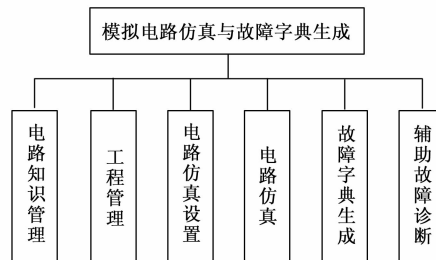 模拟电路仿真与故障字典生成
电路知识管理
工程管理
电路仿真设置
电路仿真
故障字典生成
辅助故障诊断